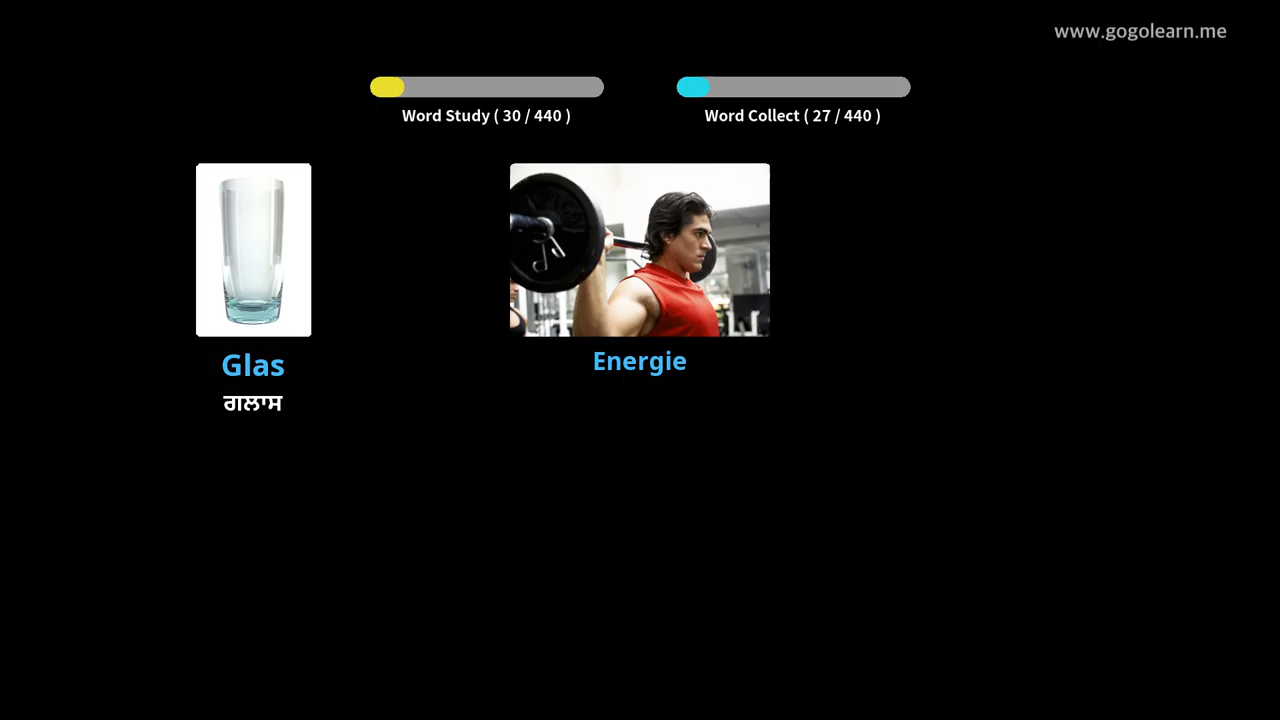 www.gogolearn.me
Word Study ( 30 / 440 )
Word Collect ( 27 / 440 )
Glas
ਗਲਾਸ
Energie